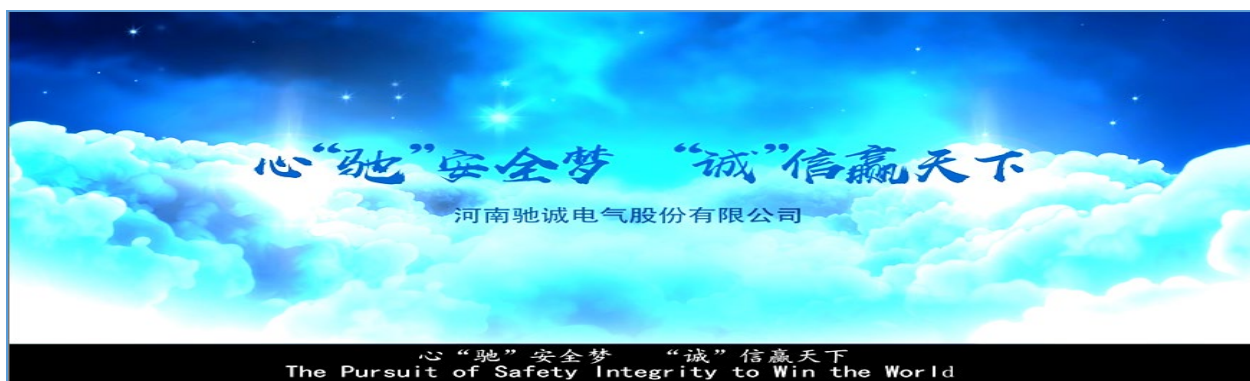 心“驰”安全梦 “诚”信赢天下
河南驰诚电气股份有限公司
心“驰”安全梦 “诚”信赢天下
The Pursuit of Safety Integrity to Win the World